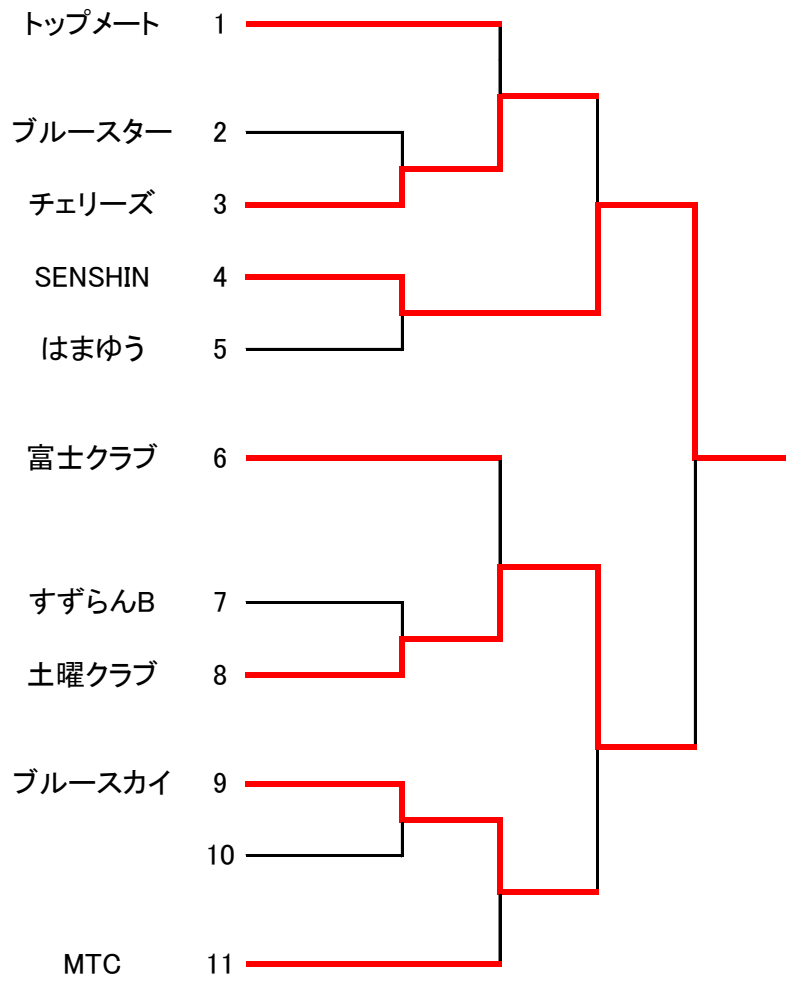 トップメート 1
ブルースター 2
チェリーズ 3
SENSHIN 4
はまゆう 5
富士クラブ 6
すずらんB 7
土曜クラブ 8
ブルースカイ 9
10
MTC 11